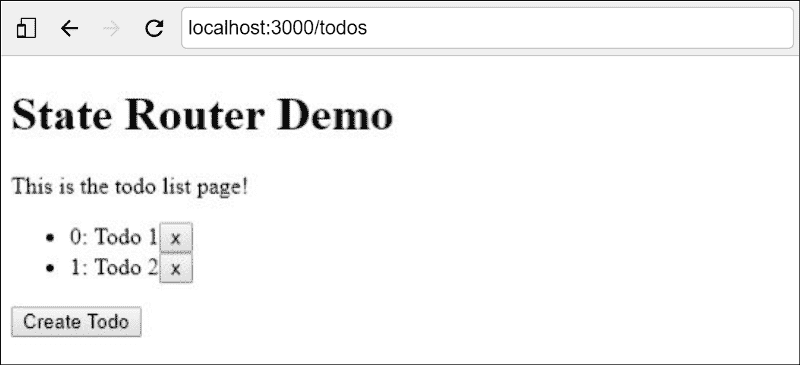 localhost:3000/todos
State Router Demo
This is the todo list page!
0: Todo 1 x
1: Todo 2 x
Create Todo